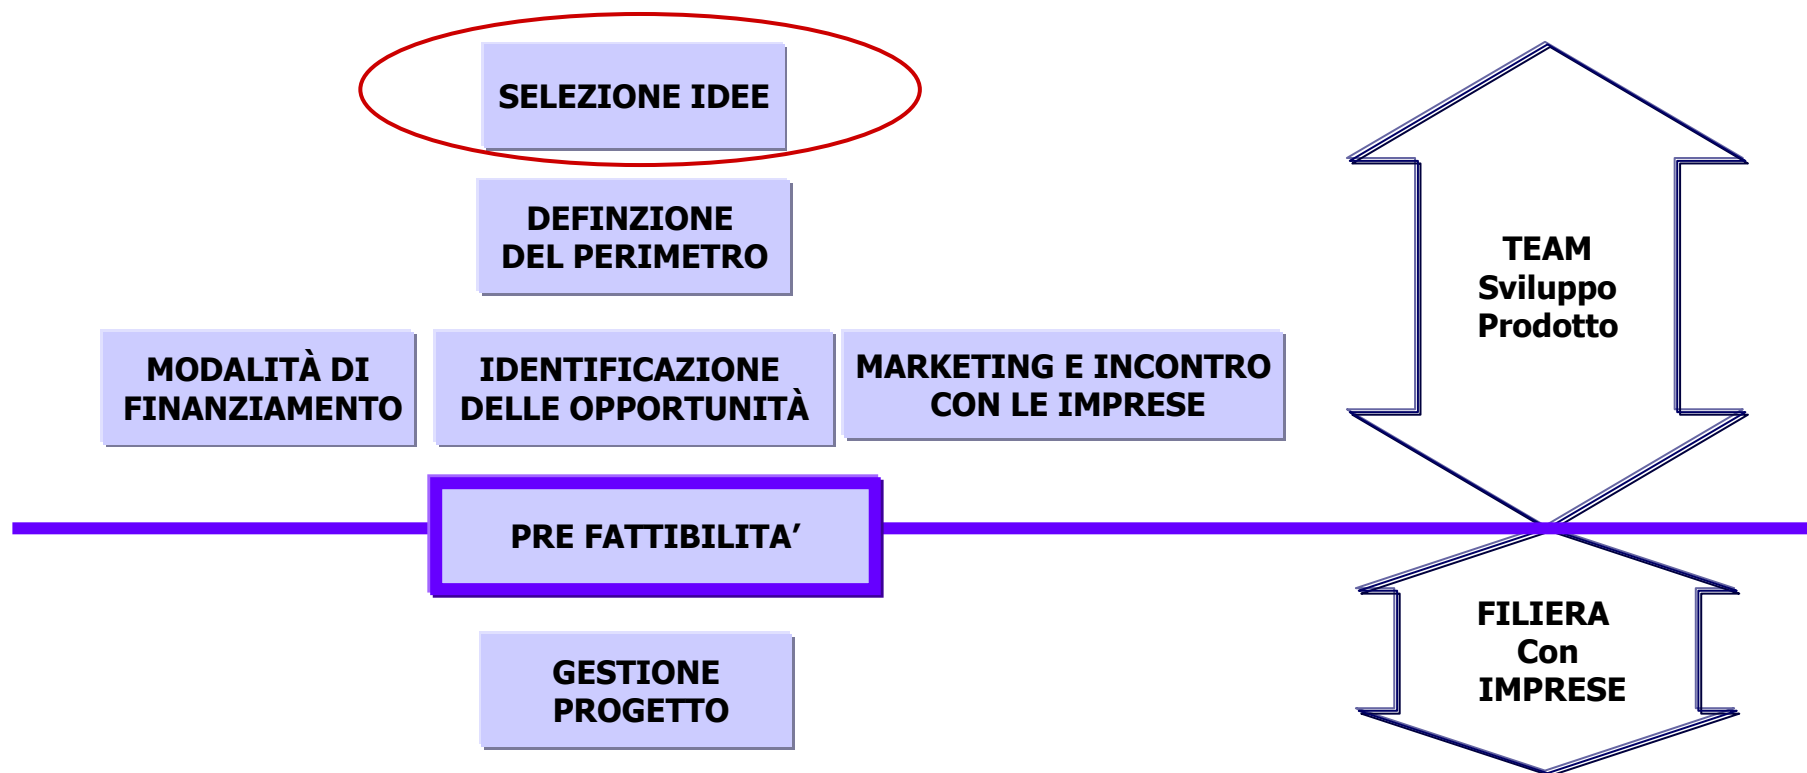 SELEZIONE IDEE
DEFINZIONE
DEL PERIMETRO
MODALITÀ DI
FINANZIAMENTO
IDENTIFICAZIONE
DELLE OPPORTUNITÀ
MARKETING E INCONTRO
CON LE IMPRESE
PRE FATTIBILITA’
GESTIONE
PROGETTO
TEAM
Sviluppo
Prodotto
FILIERA
Con
IMPRESE